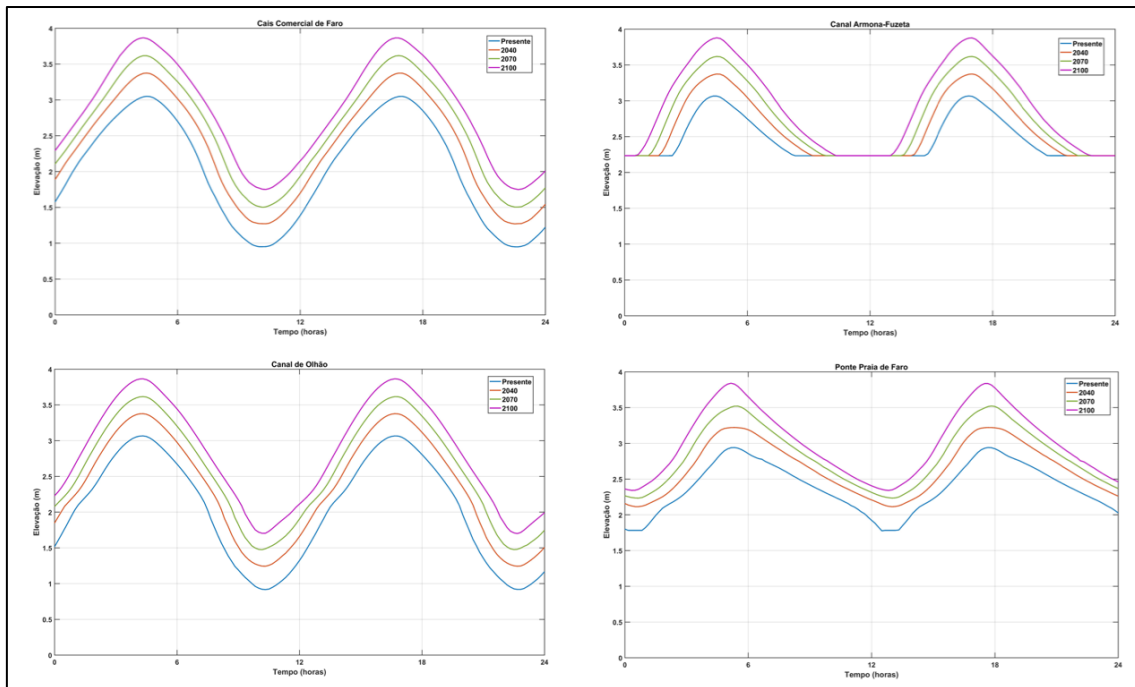 Cais Comercial de Faro
Elevação (m)
4
3.5
3
2.5
2
1.5
1
0.5
0
0 6 12 18 24
Tempo (horas)
Presente
2040
2070
2100
Canal Armona-Fuzeta
Elevação (m)
4
3.5
3
2.5
2
1.5
1
0.5
0
0 6 12 18 24
Tempo (horas)
Presente
2040
2070
2100
Canal de Olhão
Elevação (m)
4
3.5
3
2.5
2
1.5
1
0.5
0
0 6 12 18 24
Tempo (horas)
Presente
2040
2070
2100
Ponte Praia de Faro
Elevação (m)
4
3.5
3
2.5
2
1.5
1
0.5
0
0 6 12 18 24
Tempo (horas)
Presente
2040
2070
2100